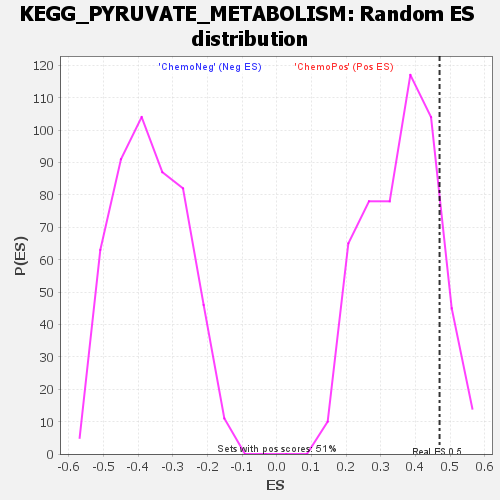 KEGG_PYRUVATE_METABOLISM: Random ES
distribution
'ChemoNeg' (Neg ES)
'ChemoPos' (Pos ES)
120
110
100
90
80
70
60
50
40
30
20
10
0
P(ES)
Sets with pos scores: 51%
Real ES 0.5
-0.6 -0.5 -0.4 -0.3 -0.2 -0.1 0.0 0.1 0.2 0.3 0.4 0.5 0.6
ES